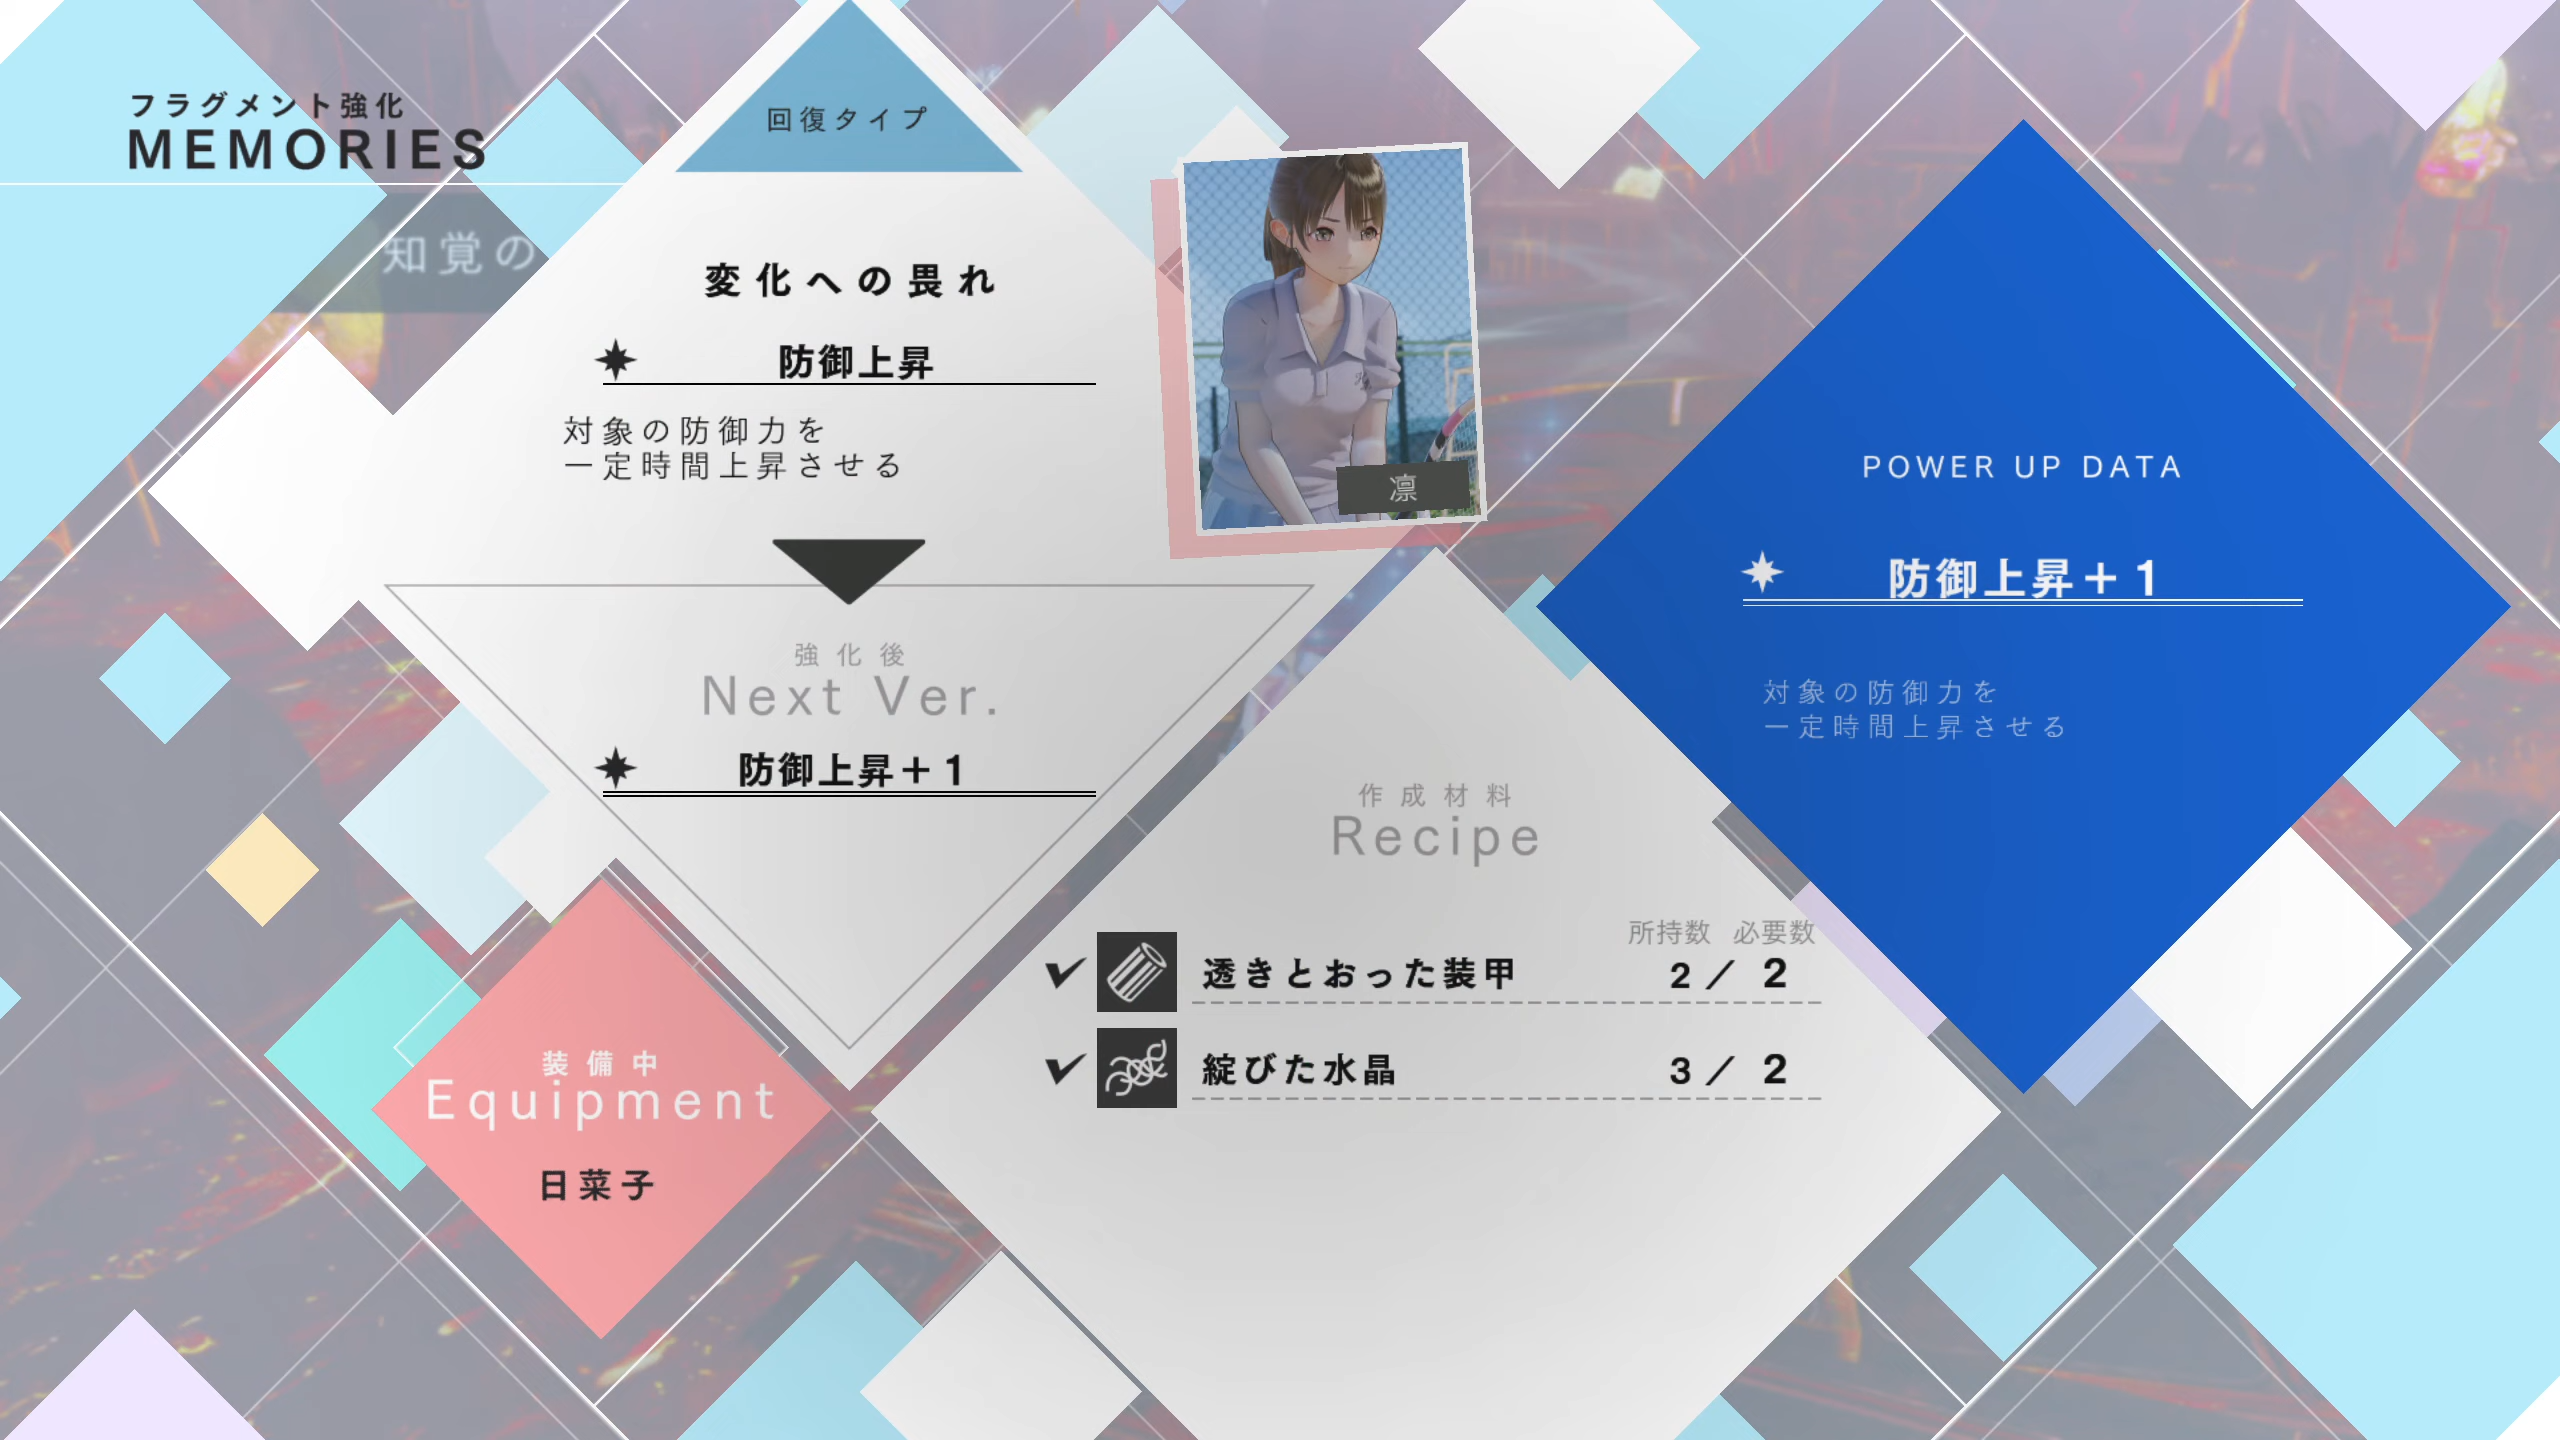 フラグメント強化
MEMORIES
知覚の
回復タイプ
変化への畏れ
防御上昇
対象の防御力を
一定時間上昇させる
凛
強化後
Next Ver.
防御上昇＋1
POWER UP DATA
防御上昇＋1
対象の防御力を
一定時間上昇させる
作成材料
Recipe
所持数 必要数
透きとおった装甲 2 ／ 2
綻びた水晶 3 ／ 2
装備中
Equipment
日菜子